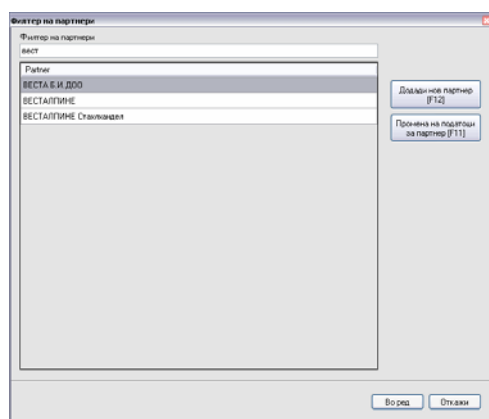 Филтер на партнери
Филтер на партнери
вест
Partner
ВЕСТА Б.И.ДОО
ВЕСТАЛПИНЕ
ВЕСТАЛПИНЕ Стаулхандел
Додади нов партнер
[F12]
Промена на податоци
за партнер [F11]
Во ред
Откажи